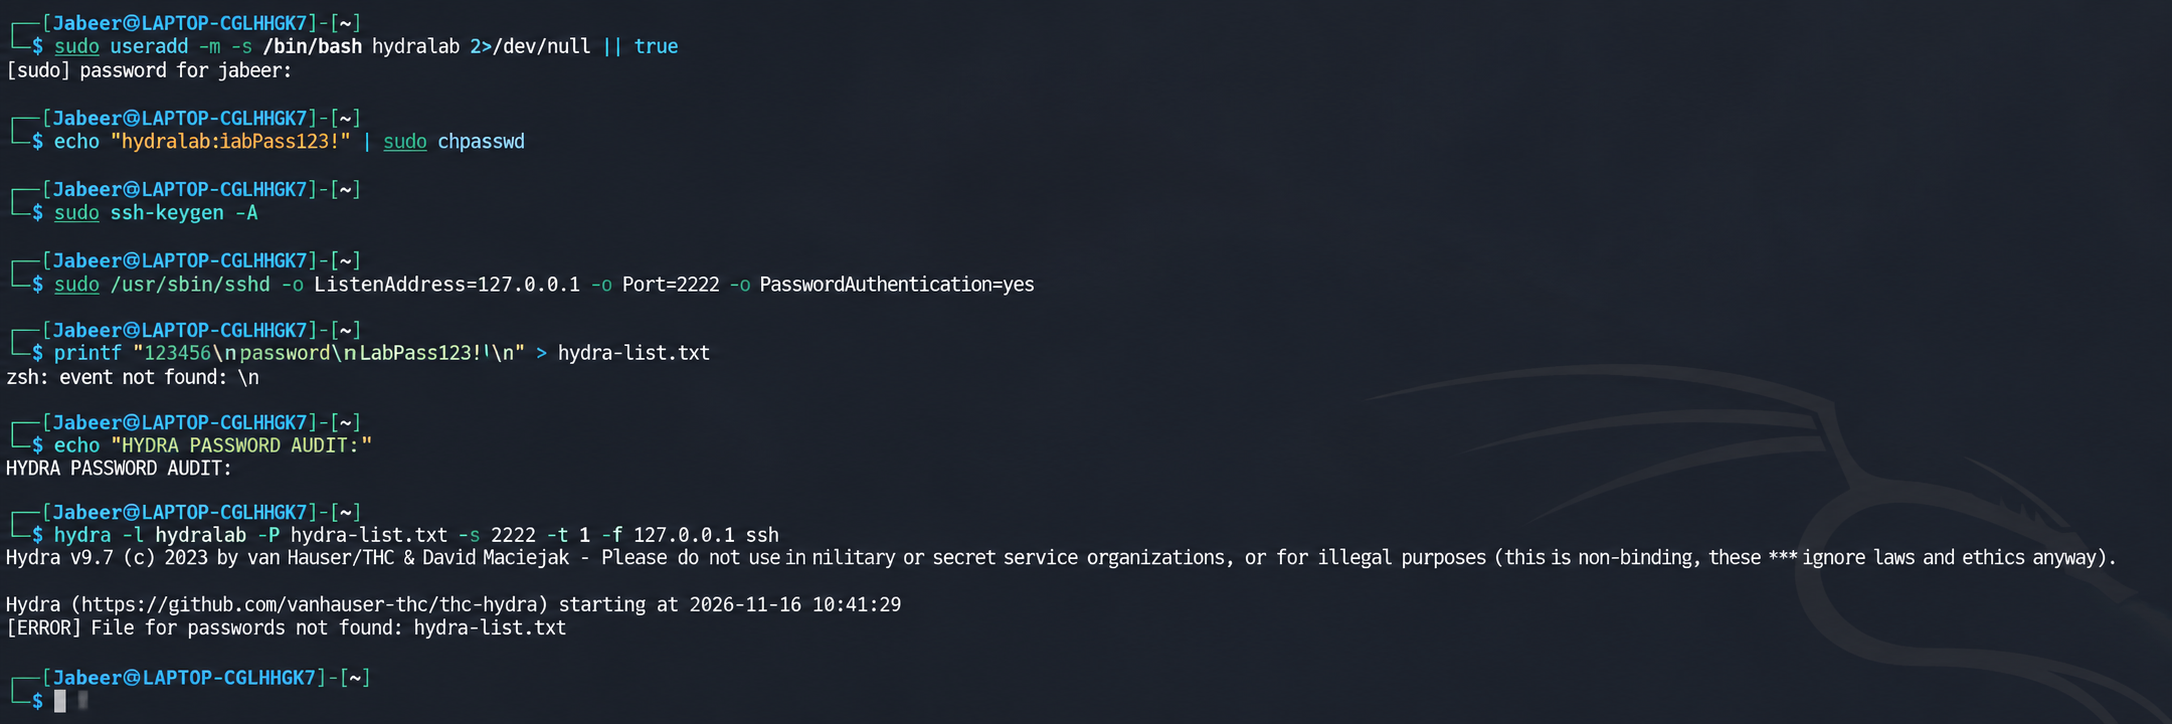 ┌──[Jabeer@LAPTOP-CGLHHGK7]-[~]
└─$ sudo useradd -m -s /bin/bash hydralab 2>/dev/null || true
[sudo] password for jabeer:
┌──[Jabeer@LAPTOP-CGLHHGK7]-[~]
└─$ echo "hydralab:iabPass123!" | sudo chpasswd
┌──[Jabeer@LAPTOP-CGLHHGK7]-[~]
└─$ sudo ssh-keygen -A
┌──[Jabeer@LAPTOP-CGLHHGK7]-[~]
└─$ sudo /usr/sbin/sshd -o ListenAddress=127.0.0.1 -o Port=2222 -o PasswordAuthentication=yes
┌──[Jabeer@LAPTOP-CGLHHGK7]-[~]
└─$ printf "123456\npassword\nLabPass123!'\n" > hydra-list.txt
zsh: event not found: \n
┌──[Jabeer@LAPTOP-CGLHHGK7]-[~]
└─$ echo "HYDRA PASSWORD AUDIT:"
HYDRA PASSWORD AUDIT:
┌──[Jabeer@LAPTOP-CGLHHGK7]-[~]
└─$ hydra -l hydralab -P hydra-list.txt -s 2222 -t 1 -f 127.0.0.1 ssh
Hydra v9.7 (c) 2023 by van Hauser/THC & David Maciejak - Please do not use in nilitary or secret service organizations, or for illegal purposes (this is non-binding, these *** ignore laws and ethics anyway).
Hydra (https://github.com/vanhauser-thc/thc-hydra) starting at 2026-11-16 10:41:29
[ERROR] File for passwords not found: hydra-list.txt
┌──[Jabeer@LAPTOP-CGLHHGK7]-[~]
└─$